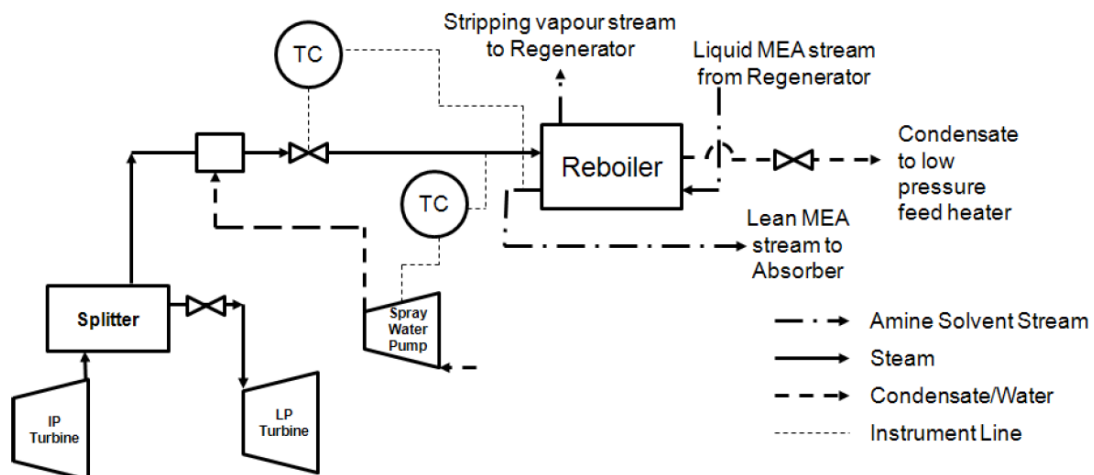 Stripping vapour stream
to Regenerator
Liquid MEA stream
from Regenerator
TC
Reboiler
Condensate
to low
pressure
feed heater
TC
Lean MEA
stream to
Absorber
Splitter
Spray
Water
Pump
IP
Turbine
LP
Turbine
Amine Solvent Stream
Steam
Condensate/Water
Instrument Line